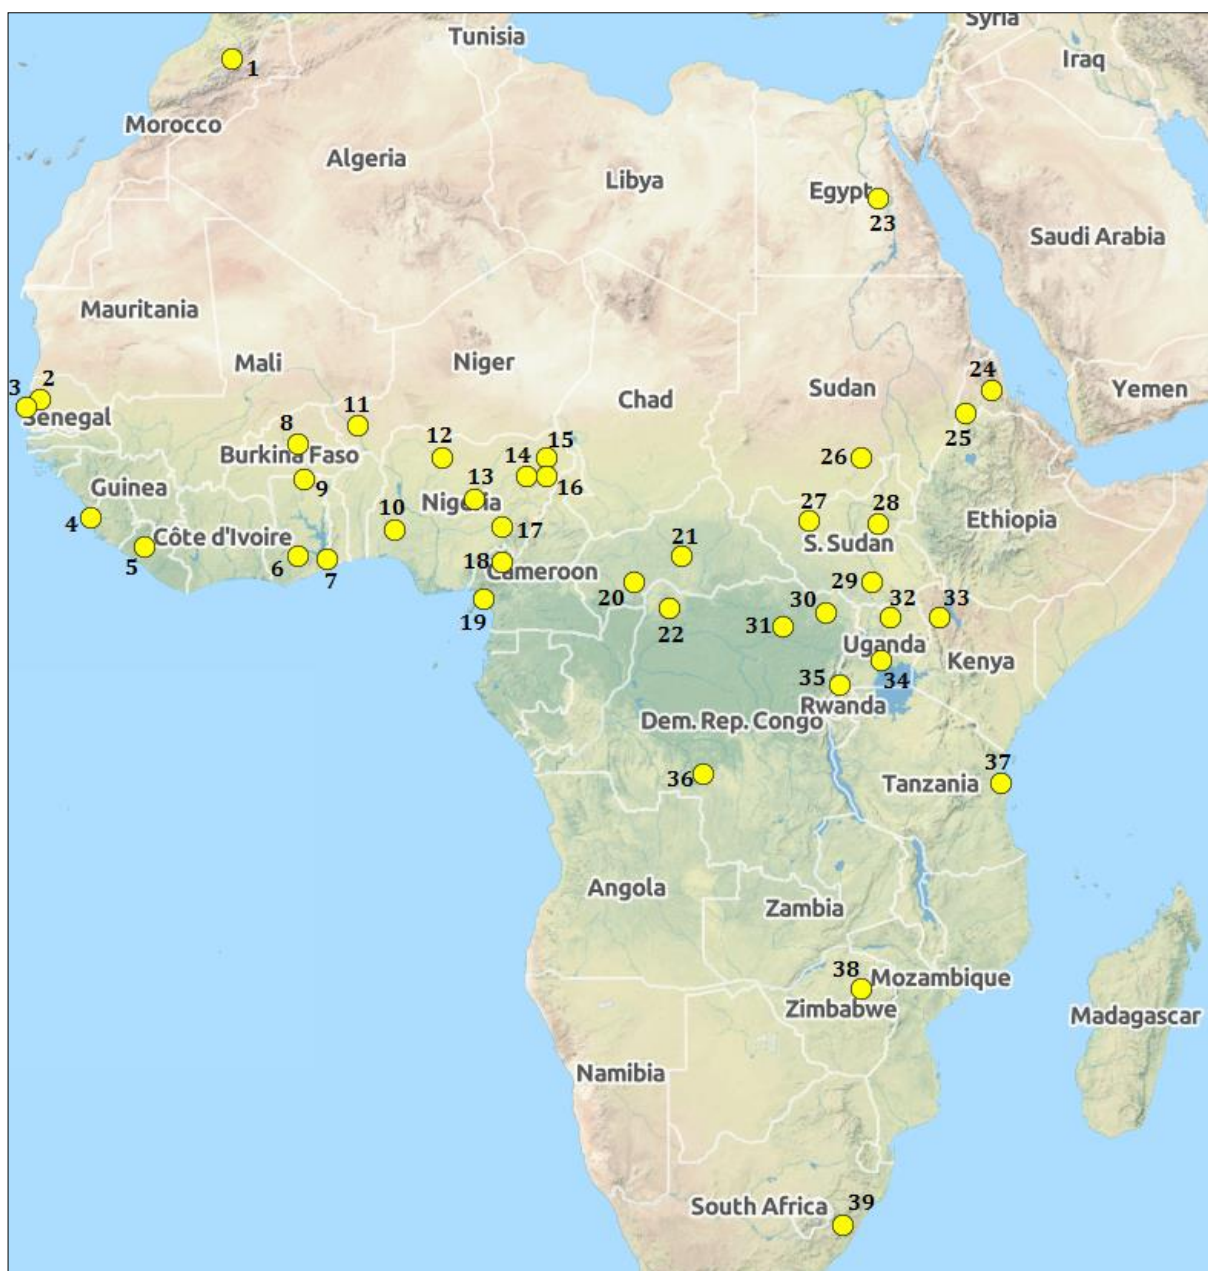 Syria
Tunisia
Iraq
1
Morocco
Algeria
Libya
Egypt
23
Saudi Arabia
Mauritania
Mali
Niger
24
3 2
Chad
Sudan
Yemen
Senegal
11
25
8
12
15
Burkina Faso
14
26
9
13
16
Guinea
Nigeria
4
10
27
28
Ethiopia
17
Côte d'Ivoire
S. Sudan
21
5
6
7
18
Cameroon
29
20
19
22
31
30
32
33
Uganda
Kenya
35
34
Rwanda
Dem. Rep. Congo
37
36
Tanzania
Angola
Zambia
38
Mozambique
Zimbabwe
Madagascar
Namibia
South Africa
39